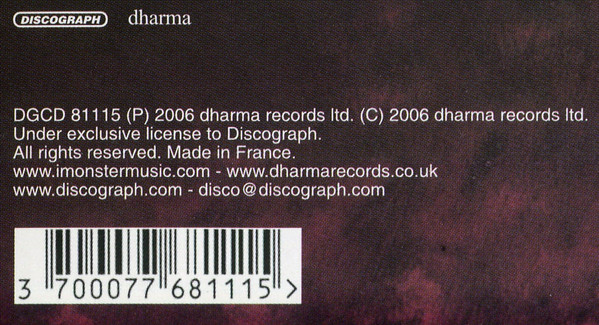 DISCOGRAPH dharma
DGCD 81115 (P) 2006 dharma records ltd. (C) 2006 dharma records ltd.
Under exclusive license to Discograph.
All rights reserved. Made in France.
www.imonstermusic.com - www.dharmarecords.co.uk
www.discograph.com - disco@discograph.com
3 700077 681115 >